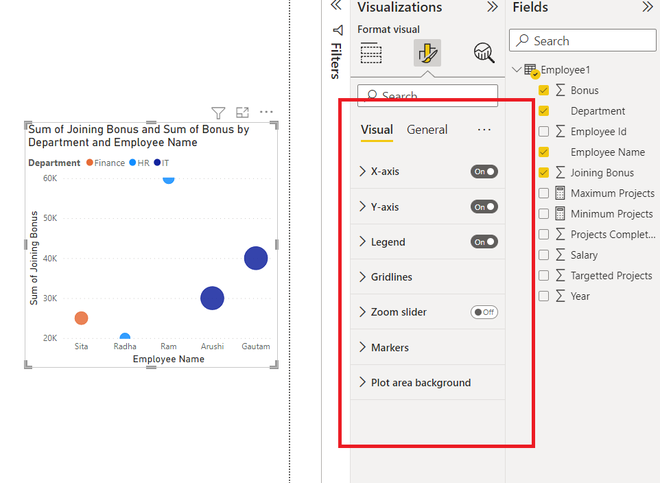 Visualizations
Fields
Format visual
Filters
Search
Search
Employee1
Bonus
Department
Employee Id
Employee Name
Joining Bonus
Maximum Projects
Minimum Projects
Projects Complet...
Salary
Targetted Projects
Year
Visual General ...
X-axis On
Y-axis On
Legend On
Gridlines
Zoom slider Off
Markers
Plot area background
Sum of Joining Bonus and Sum of Bonus by
Department and Employee Name
Department Finance HR IT
Sum of Joining Bonus
60K
50K
40K
30K
20K
Sita Radha Ram Arushi Gautam
Employee Name